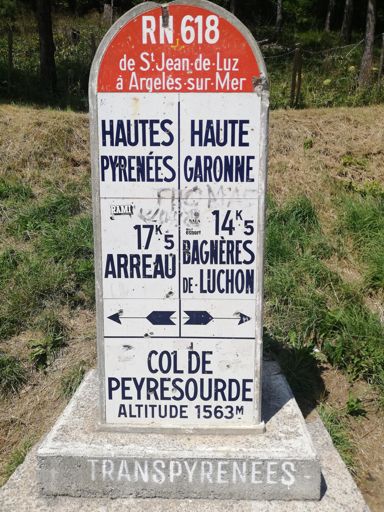 RN.618
de St Jean-de-Luz
à Argelés-sur-Mer
HAUTES PYRENÉES
HAUTE GARONNE
17K5
ARREAU
14K5
BAGNÈRES
DE-LUCHON
COL DE
PEYRESOURDE
ALTITUDE 1563M
TRANSPYRENEES